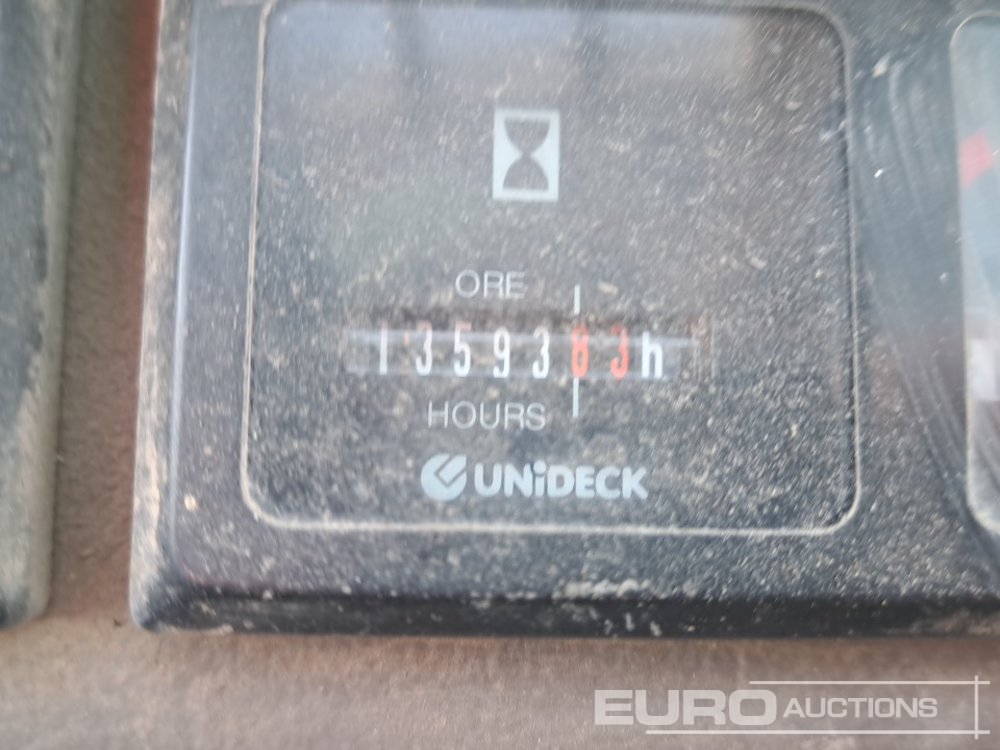 ORE
1359383h
HOURS
UNiDECK
EURO AUCTIONS